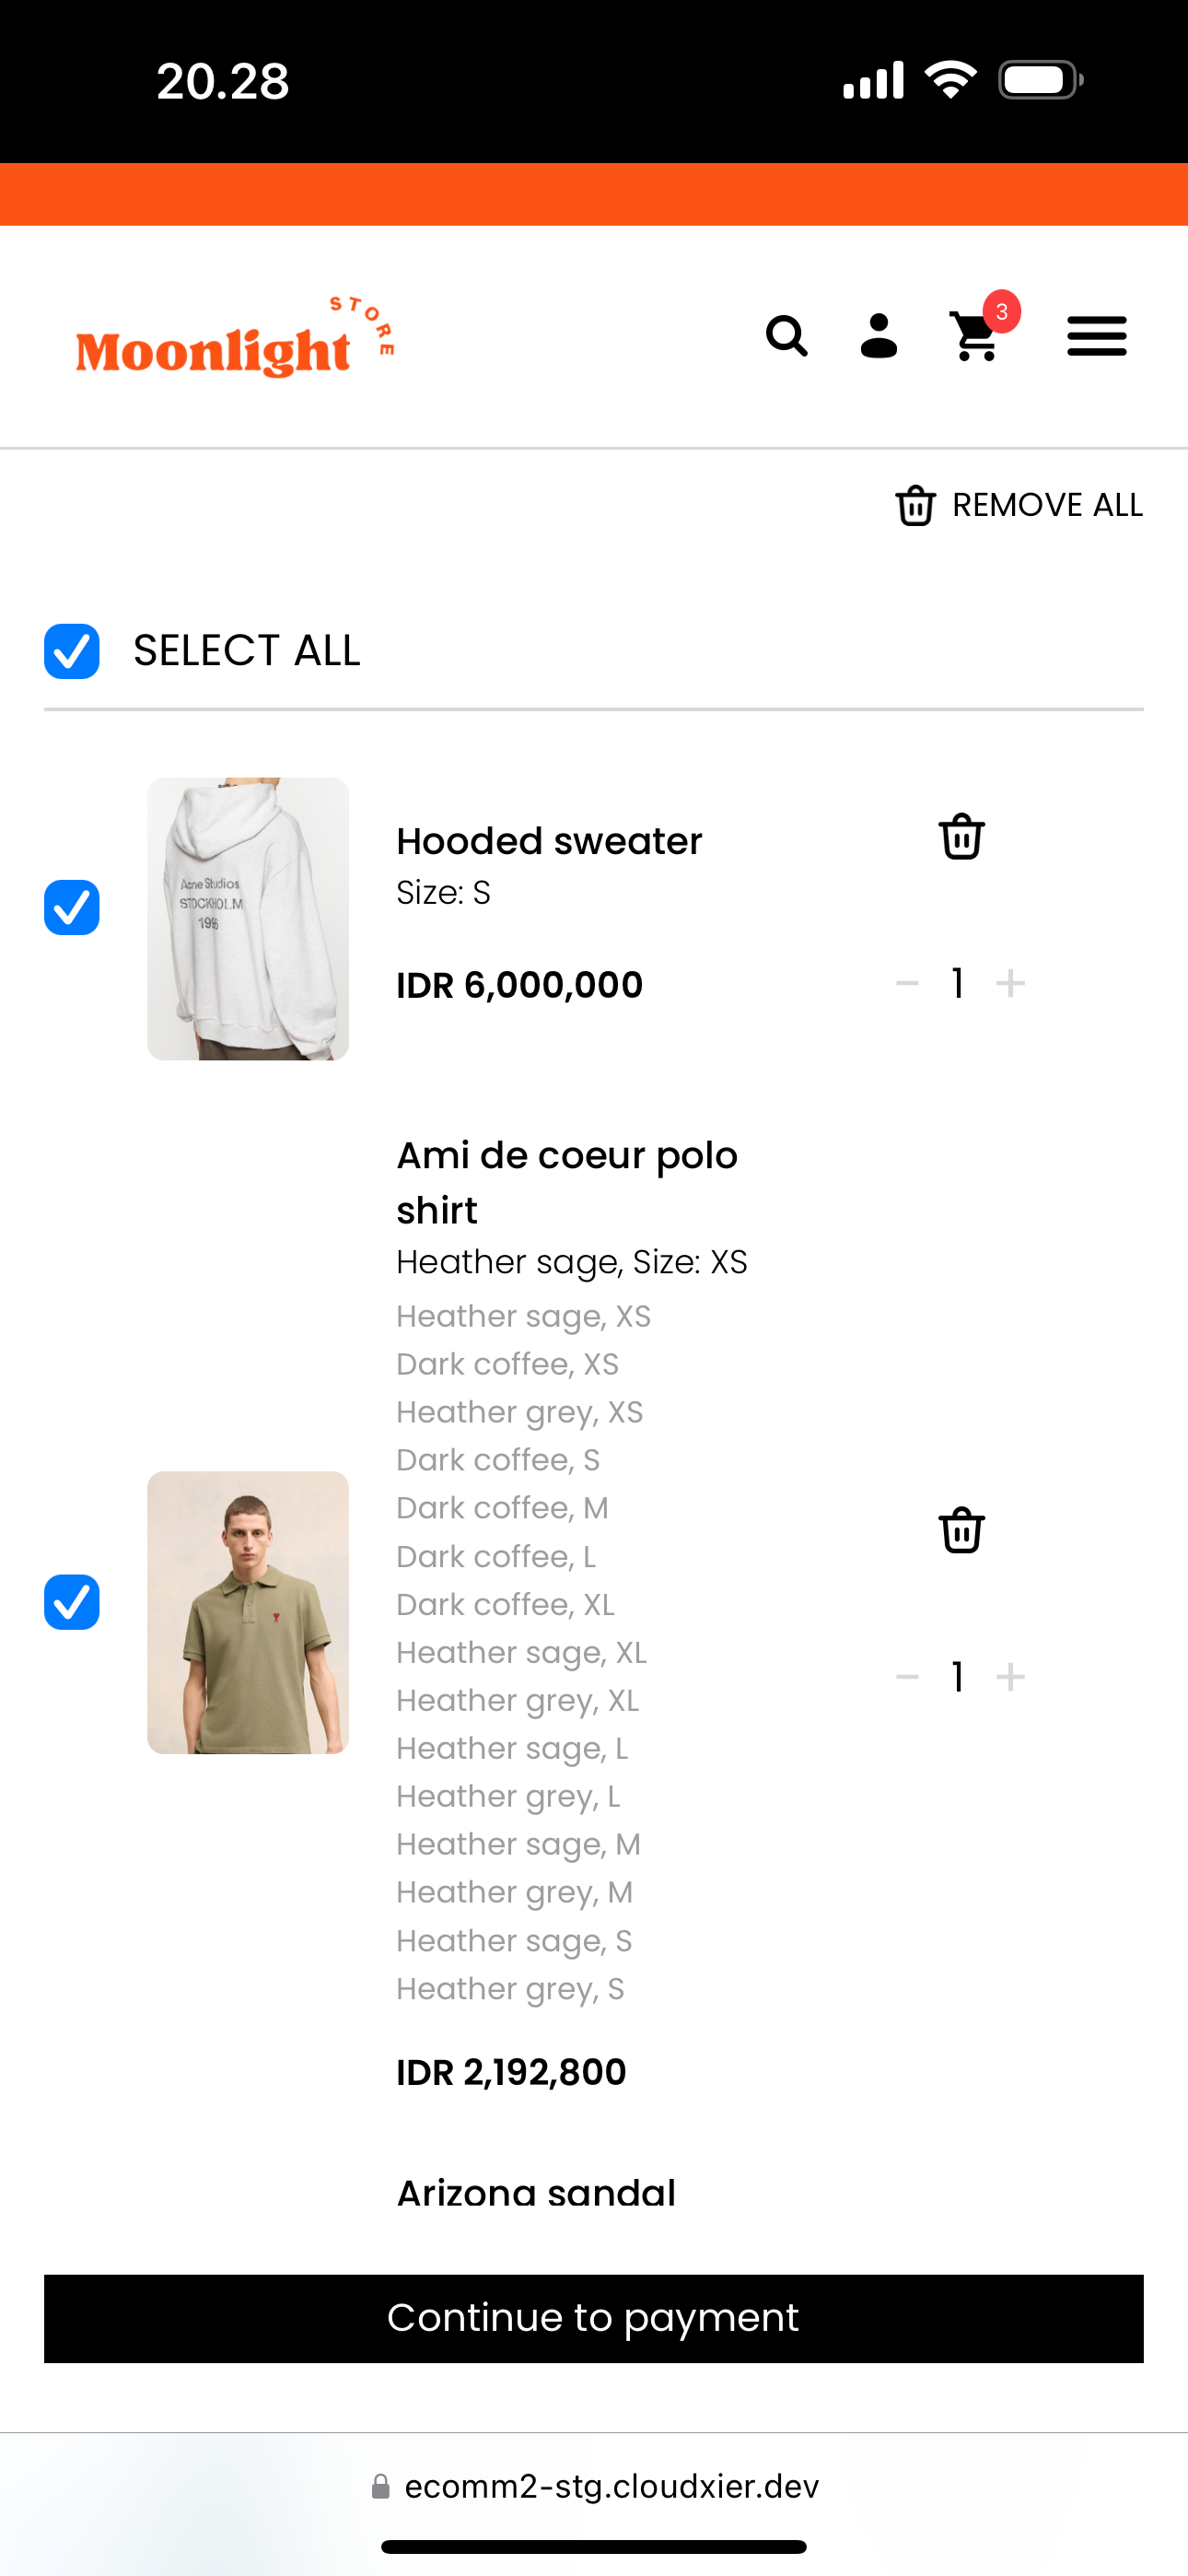 20.28
Moonlight STORE
3
REMOVE ALL
SELECT ALL
Acne Studios
STOCKHOLM
1996
Hooded sweater
Size: S
IDR 6,000,000
1
Ami de coeur polo
shirt
Heather sage, Size: XS
Heather sage, XS
Dark coffee, XS
Heather grey, XS
Dark coffee, S
Dark coffee, M
Dark coffee, L
Dark coffee, XL
Heather sage, XL
Heather grey, XL
Heather sage, L
Heather grey, L
Heather sage, M
Heather grey, M
Heather sage, S
Heather grey, S
1
IDR 2,192,800
Arizona sandal
Continue to payment
ecomm2-stg.cloudxier.dev